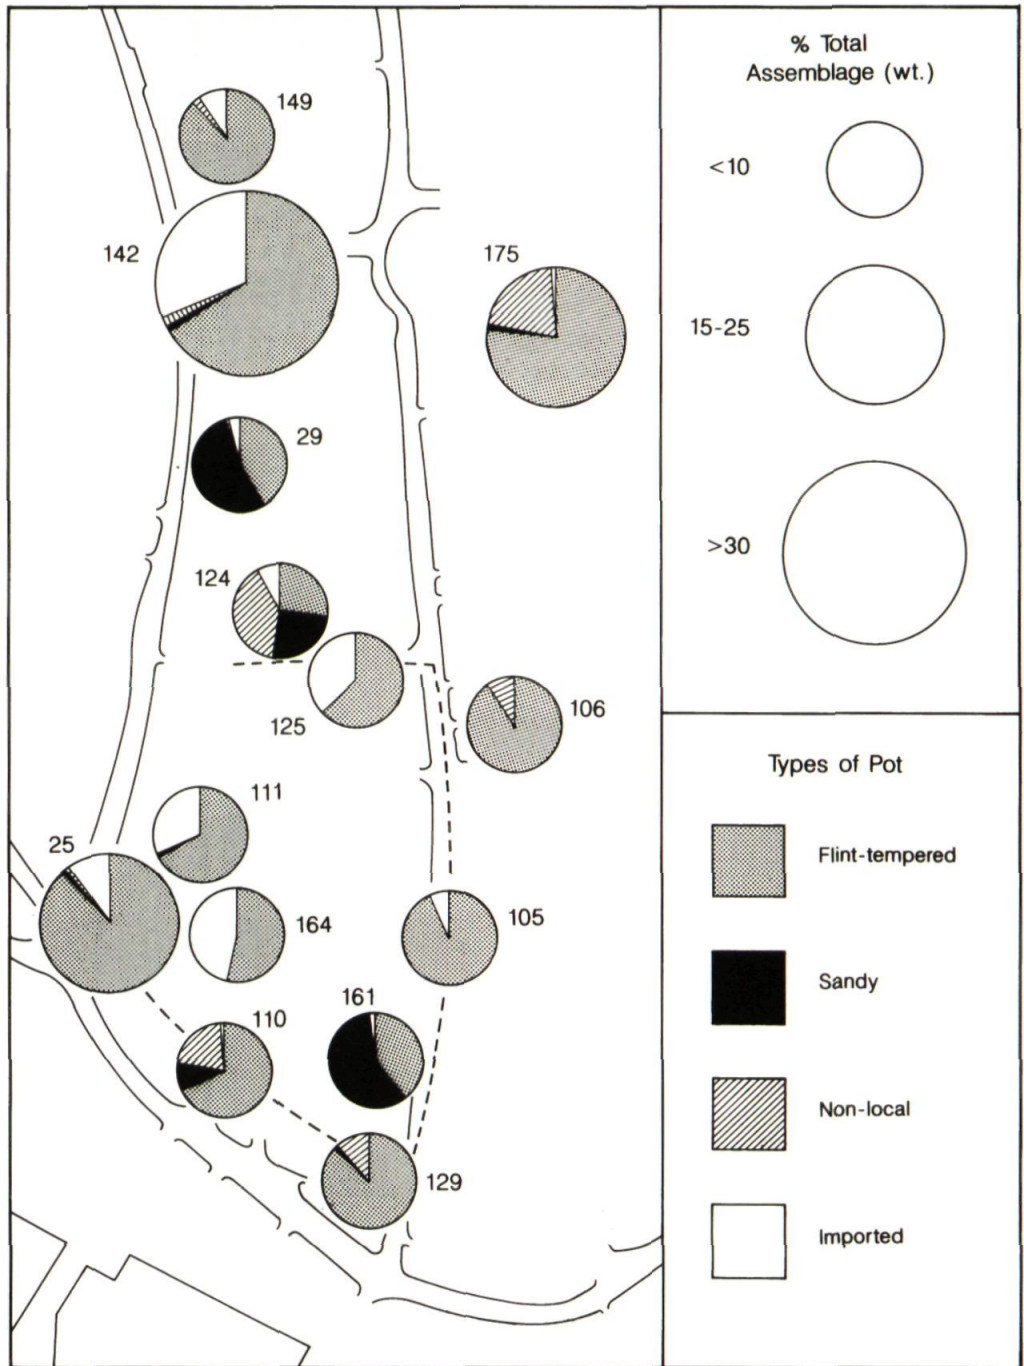 149
142
175
29
124
125
106
111
25
164
105
161
110
129
% Total
Assemblage (wt.)
<10
15-25
>30
Types of Pot
Flint-tempered
Sandy
Non-local
Imported